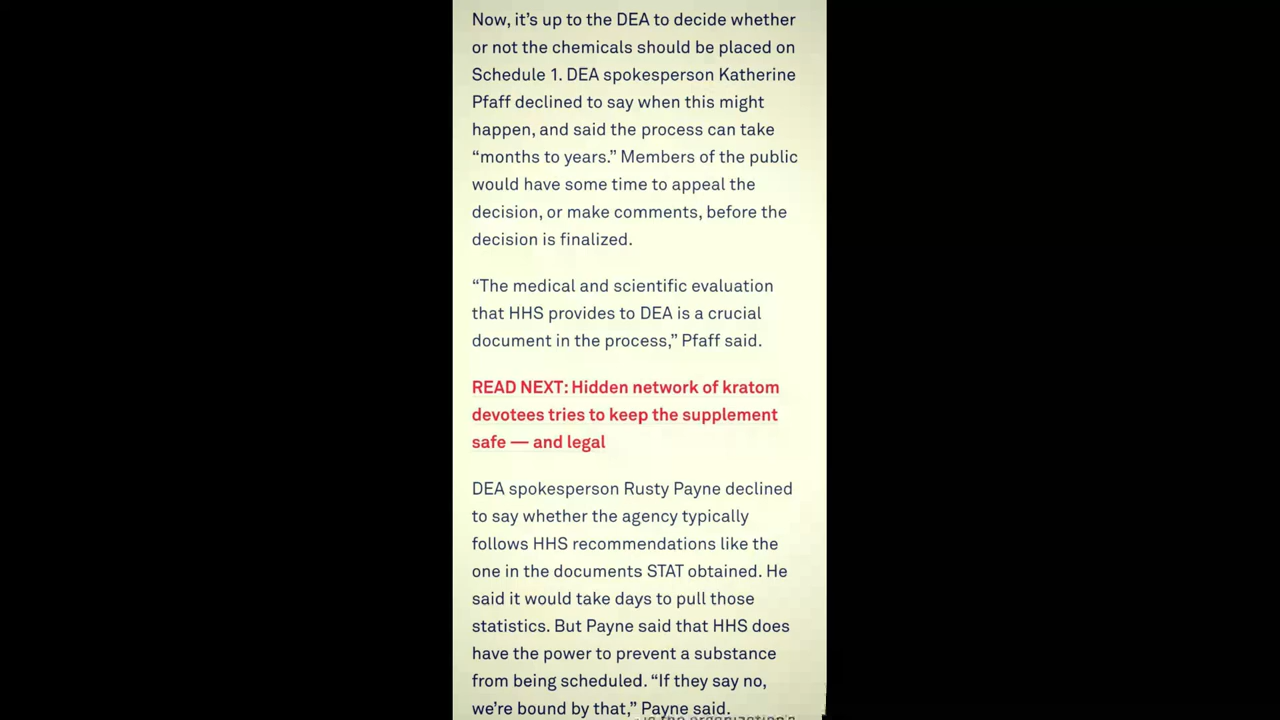 Now, it’s up to the DEA to decide whether
or not the chemicals should be placed on
Schedule 1. DEA spokesperson Katherine
Pfaff declined to say when this might
happen, and said the process can take
“months to years.” Members of the public
would have some time to appeal the
decision, or make comments, before the
decision is finalized.
“The medical and scientific evaluation
that HHS provides to DEA is a crucial
document in the process,” Pfaff said.
READ NEXT: Hidden network of kratom
devotees tries to keep the supplement
safe — and legal
DEA spokesperson Rusty Payne declined
to say whether the agency typically
follows HHS recommendations like the
one in the documents STAT obtained. He
said it would take days to pull those
statistics. But Payne said that HHS does
have the power to prevent a substance
from being scheduled. “If they say no,
we’re bound by that,” Payne said.